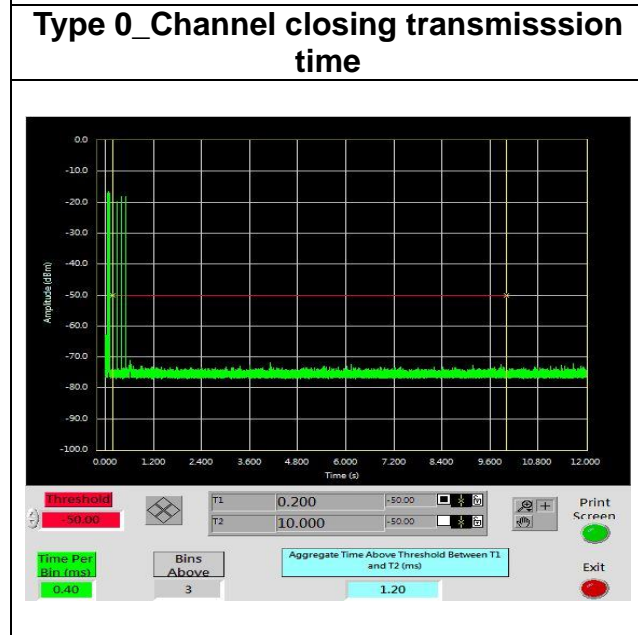 Type 0_Channel closing transmisssion
time
0.0
-10.0
-20.0
-30.0
-40.0
-50.0
-60.0
-70.0
-80.0
-90.0
-100.0
Amplitude (dBm)
0.000 1.200 2.400 3.600 4.800 6.000 7.200 8.400 9.600 10.800 12.000
Time (s)
Threshold
-50.00
T1 0.200 -50.00
T2 10.000 -50.00
Print
Screen
Time Per
Bin (ms)
0.40
Bins
Above
3
Aggregate Time Above Threshold Between T1
and T2 (ms)
1.20
Exit